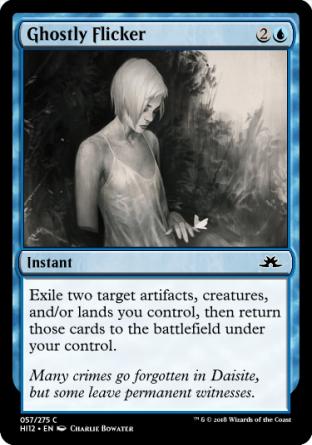 Ghostly Flicker 2
Instant
Exile two target artifacts, creatures,
and/or lands you control, then return
those cards to the battlefield under
your control.
Many crimes go forgotten in Daisite,
but some leave permanent witnesses.
057/275 C
HI12 • EN CHARLIE BOWATER
™ & © 2018 Wizards of the Coast